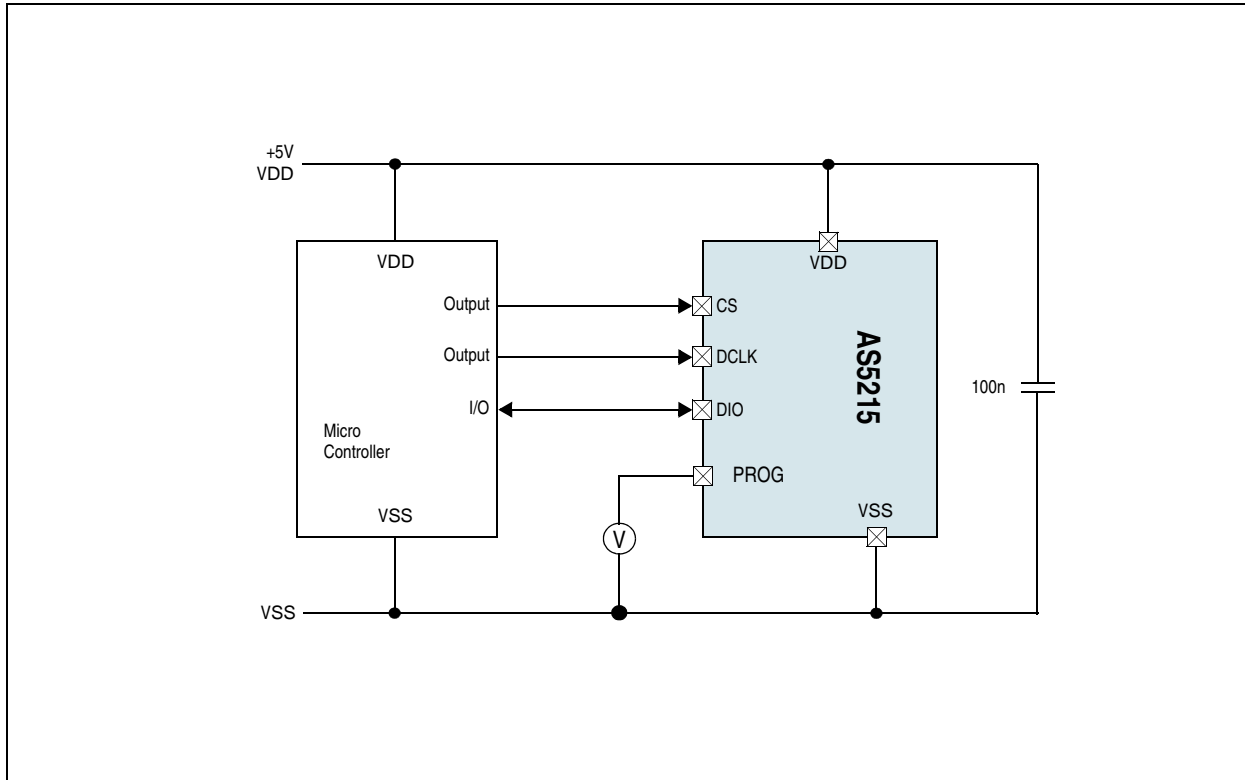 +5V
VDD
VDD
VDD
Output
CS
Output
DCLK
I/O
DIO
AS5215
100n
Micro
Controller
PROG
VSS
VSS
V
VSS